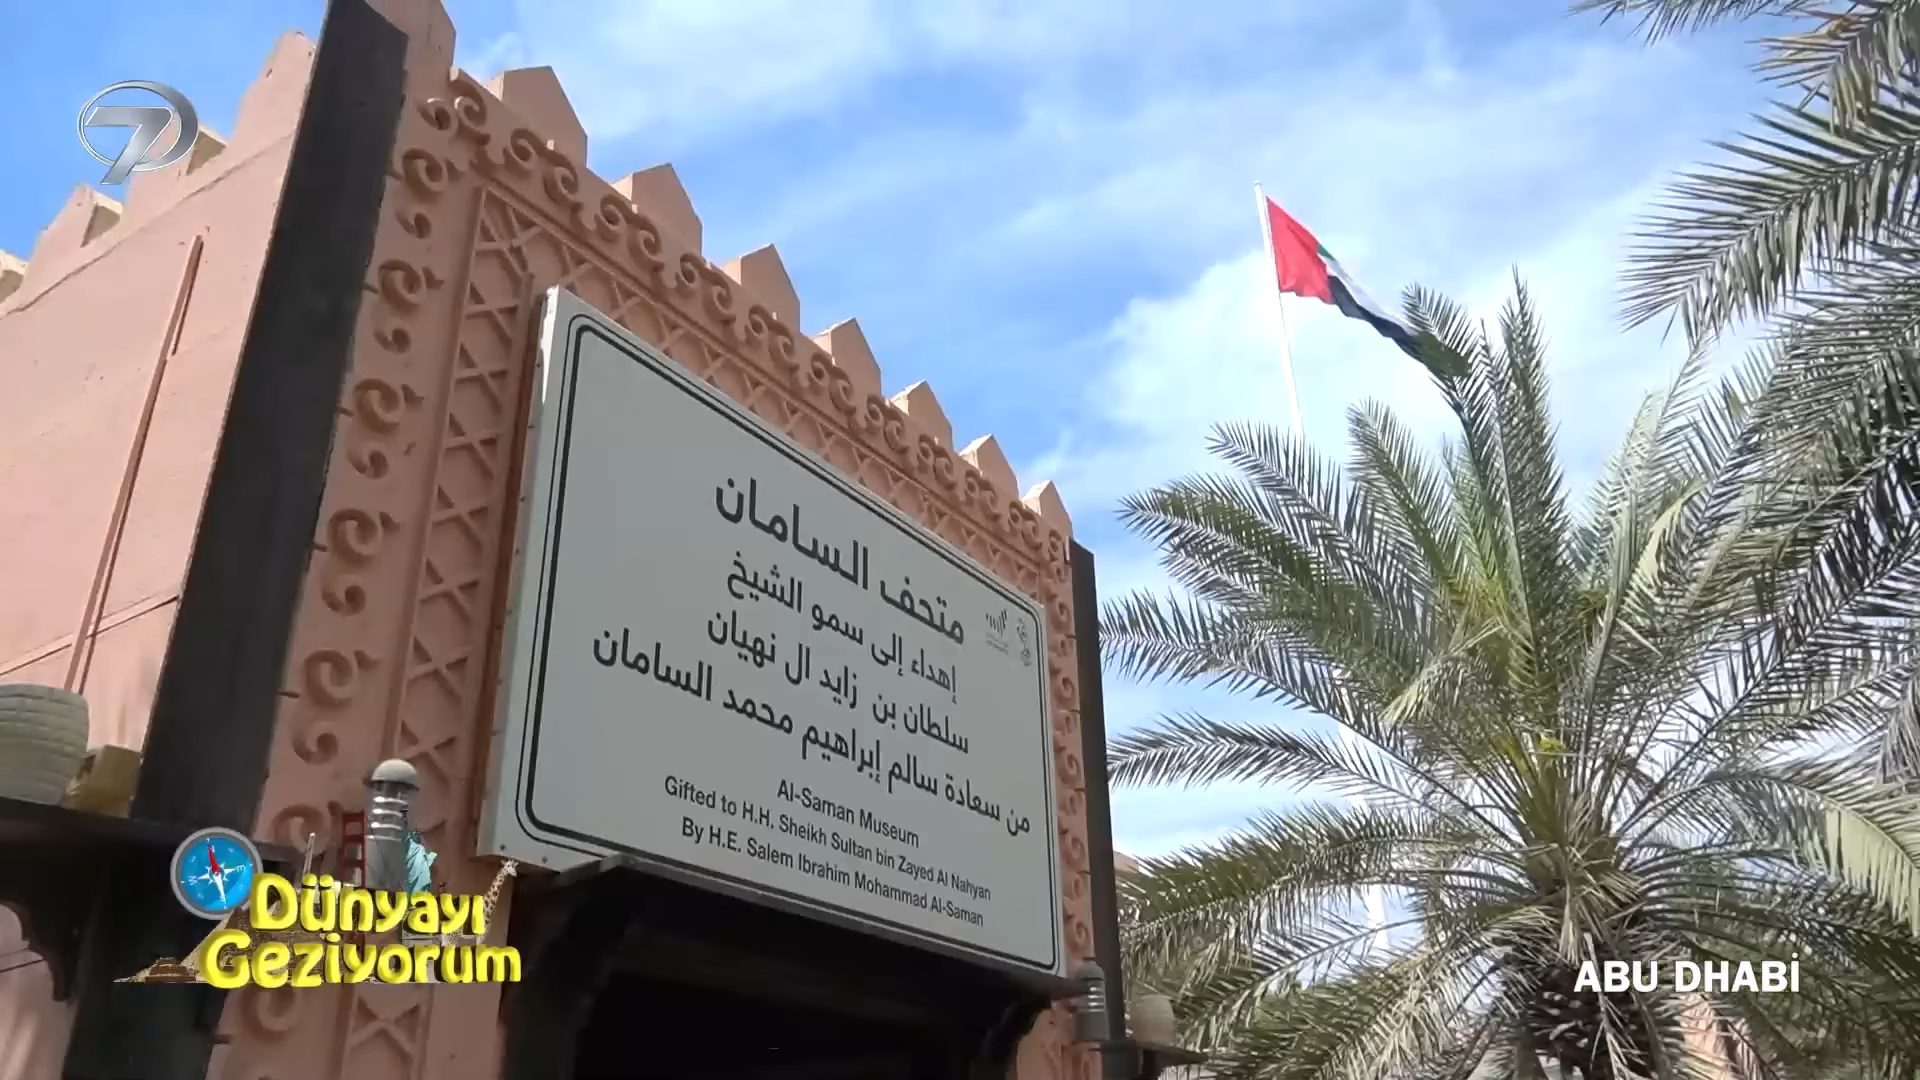 7
متحف السامان
إهداء إلى سمو الشيخ
سلطان بن زايد ال نهيان
من سعادة سالم إبراهيم محمد السامان
Al-Saman Museum
Gifted to H.H. Sheikh Sultan bin Zayed Al Nahyan
By H.E. Salem Ibrahim Mohammad Al-Saman
Dünyayı
Geziyorum
ABU DHABİ